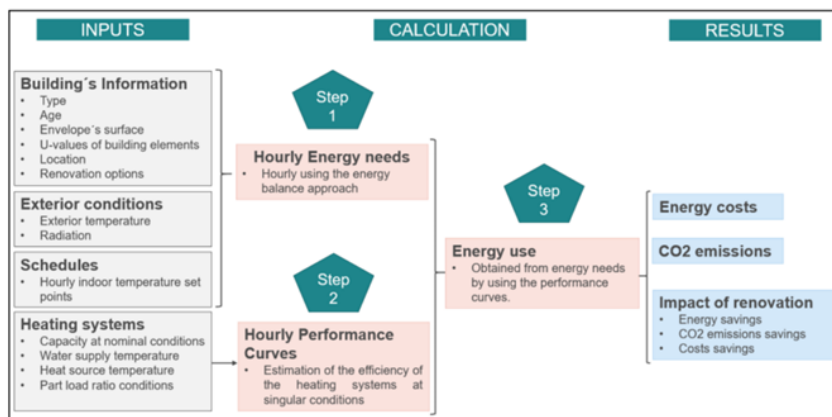 INPUTS
CALCULATION
RESULTS
Building´s Information
• Type
• Age
• Envelope´s surface
• U-values of building elements
• Location
• Renovation options
Exterior conditions
• Exterior temperature
• Radiation
Schedules
• Hourly indoor temperature set
points
Heating systems
• Capacity at nominal conditions
• Water supply temperature
• Heat source temperature
• Part load ratio conditions
Step
1
Hourly Energy needs
• Hourly using the energy
balance approach
Step
2
Hourly Performance
Curves
• Estimation of the efficiency of
the heating systems at
singular conditions
Step
3
Energy use
• Obtained from energy needs
by using the performance
curves.
Energy costs
CO2 emissions
Impact of renovation
• Energy savings
• CO2 emissions savings
• Costs savings